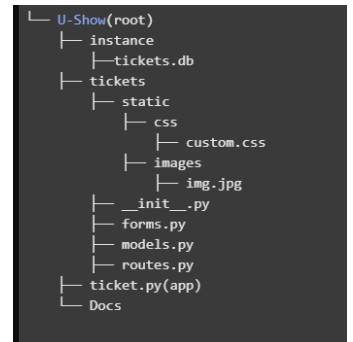 └── U-Show(root)
├── instance
├──tickets.db
├── tickets
├── static
├── css
├── custom.css
├── images
├── img.jpg
├── __init__.py
├── forms.py
├── models.py
├── routes.py
├── ticket.py(app)
└── Docs